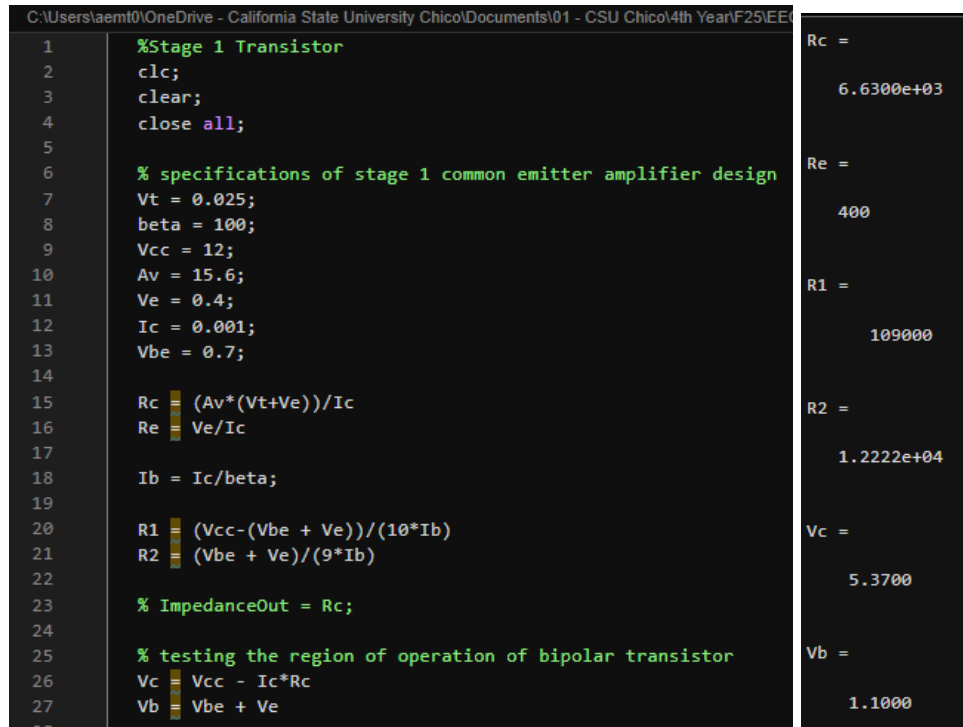 C:\Users\aemt0\OneDrive - California State University Chico\Documents\01 - CSU Chico\4th Year\F25\EEC
1 %Stage 1 Transistor
2 clc;
3 clear;
4 close all;
5
6 % specifications of stage 1 common emitter amplifier design
7 Vt = 0.025;
8 beta = 100;
9 Vcc = 12;
10 Av = 15.6;
11 Ve = 0.4;
12 Ic = 0.001;
13 Vbe = 0.7;
14
15 Rc = (Av*(Vt+Ve))/Ic
16 Re = Ve/Ic
17
18 Ib = Ic/beta;
19
20 R1 = (Vcc-(Vbe + Ve))/(10*Ib)
21 R2 = (Vbe + Ve)/(9*Ib)
22
23 % ImpedanceOut = Rc;
24
25 % testing the region of operation of bipolar transistor
26 Vc = Vcc - Ic*Rc
27 Vb = Vbe + Ve
Rc =
6.6300e+03
Re =
400
R1 =
109000
R2 =
1.2222e+04
Vc =
5.3700
Vb =
1.1000